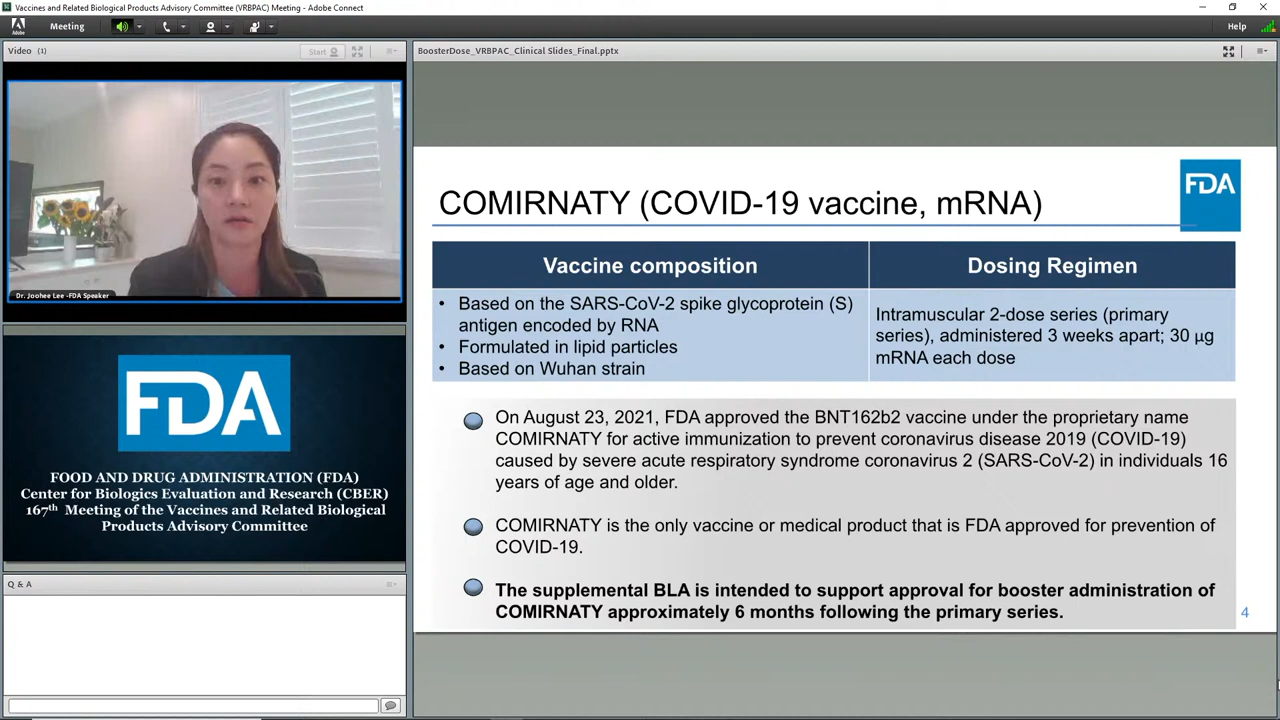 Vaccines and Related Biological Products Advisory Committee (VRBPAC) Meeting - Adobe Connect
Adobe
Meeting
Help
Video (1)
Start
Dr. Joohee Lee -FDA Speaker
FDA
FOOD AND DRUG ADMINISTRATION (FDA)
Center for Biologics Evaluation and Research (CBER)
167th Meeting of the Vaccines and Related Biological
Products Advisory Committee
Q & A
BoosterDose_VRBPAC_Clinical Slides_Final.pptx
FDA
COMIRNATY (COVID-19 vaccine, mRNA)
Vaccine composition
Dosing Regimen
• Based on the SARS-CoV-2 spike glycoprotein (S)
antigen encoded by RNA
• Formulated in lipid particles
• Based on Wuhan strain
Intramuscular 2-dose series (primary
series), administered 3 weeks apart; 30 µg
mRNA each dose
On August 23, 2021, FDA approved the BNT162b2 vaccine under the proprietary name
COMIRNATY for active immunization to prevent coronavirus disease 2019 (COVID-19)
caused by severe acute respiratory syndrome coronavirus 2 (SARS-CoV-2) in individuals 16
years of age and older.
COMIRNATY is the only vaccine or medical product that is FDA approved for prevention of
COVID-19.
The supplemental BLA is intended to support approval for booster administration of
COMIRNATY approximately 6 months following the primary series.
4